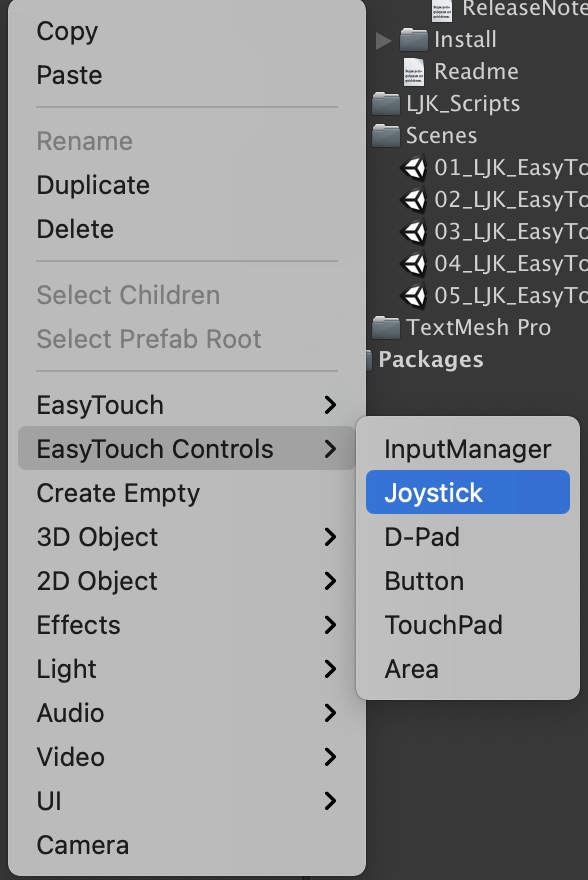 Copy
Paste
Rename
Duplicate
Delete
Select Children
Select Prefab Root
EasyTouch
EasyTouch Controls
Create Empty
3D Object
2D Object
Effects
Light
Audio
Video
UI
Camera
InputManager
Joystick
D-Pad
Button
TouchPad
Area
ReleaseNote
Install
Readme
LJK_Scripts
Scenes
01_LJK_EasyTo
02_LJK_EasyTo
03_LJK_EasyTo
04_LJK_EasyTo
05_LJK_EasyTo
TextMesh Pro
Packages